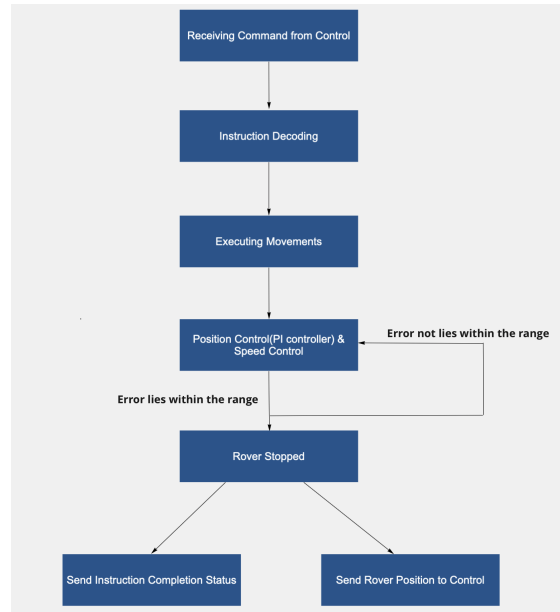 Receiving Command from Control
Instruction Decoding
Executing Movements
Position Control(PI controller) &
Speed Control
Error not lies within the range
Error lies within the range
Rover Stopped
Send Instruction Completion Status
Send Rover Position to Control